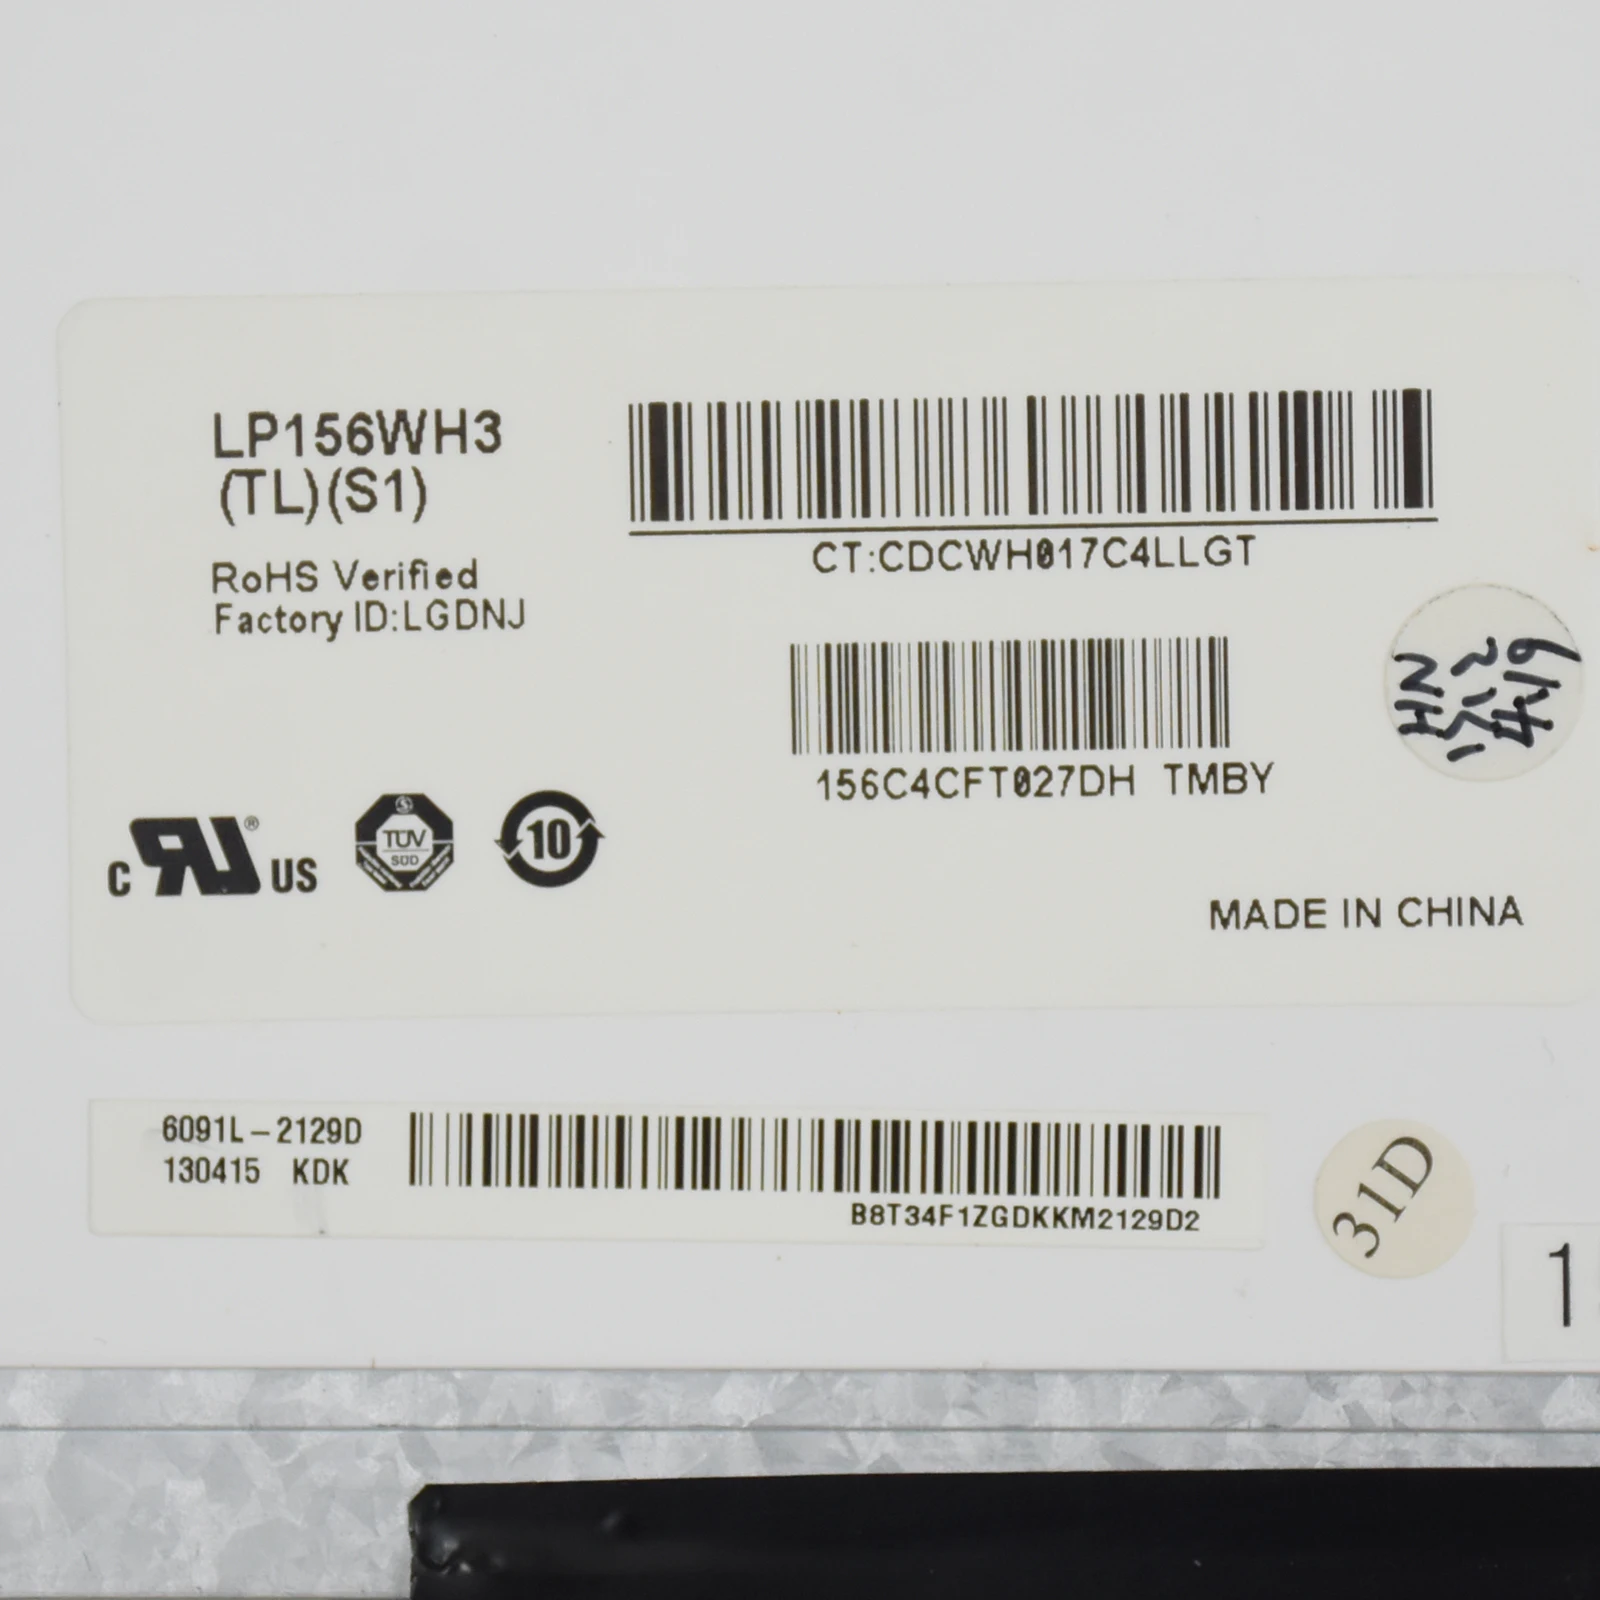 LP156WH3
(TL)(S1)
RoHS Verified
Factory ID:LGDNJ
CT:CDCWH017C4LLGT
156C4CFT027DH TMBY
c RU ® US
TÜV
SÜD
10
MADE IN CHINA
6091L-2129D
130415 KDK
B8T34F1ZGDKKM2129D2
31D
1